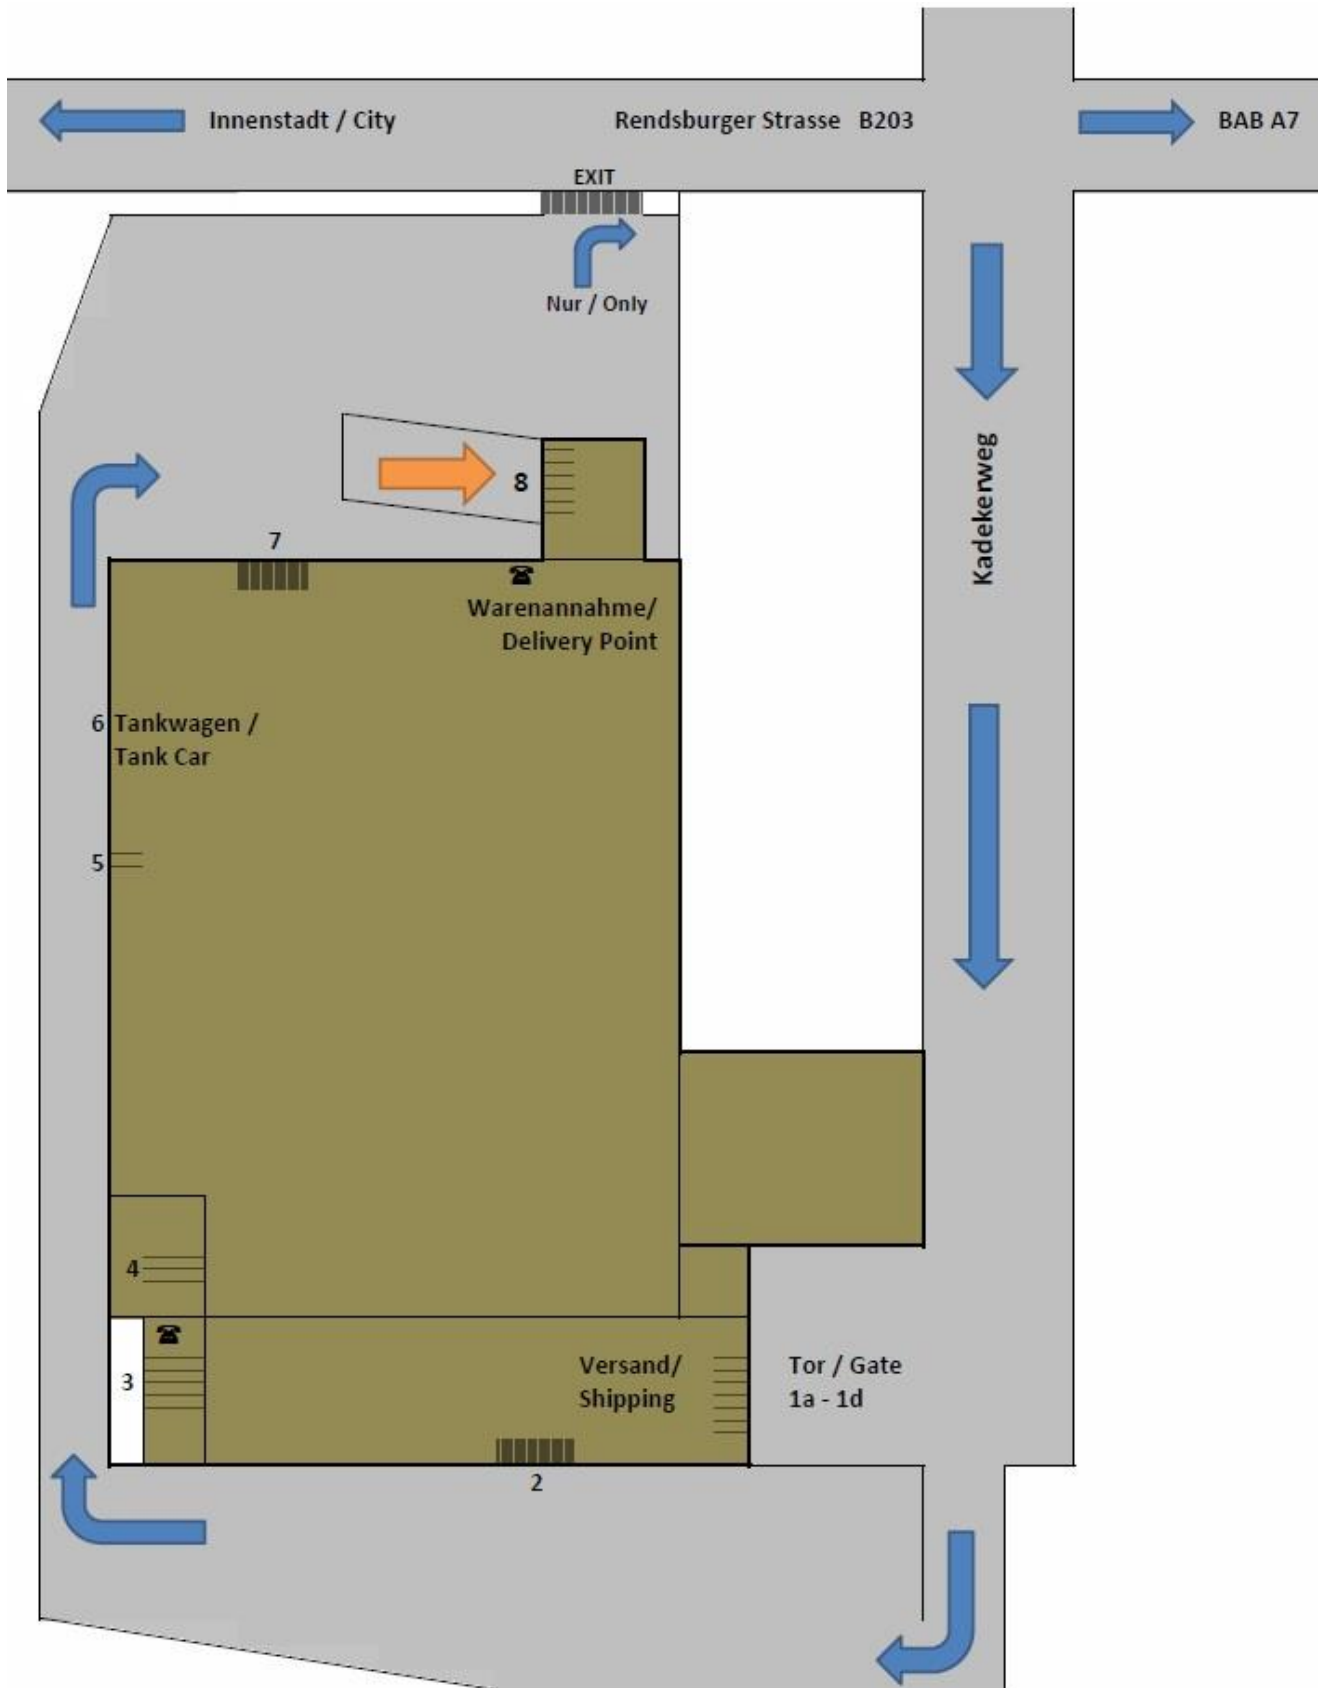 Innenstadt / City
Rendsburger Strasse B203
BAB A7
EXIT
Nur / Only
Kadekerweg
8
7
Warenannahme/
Delivery Point
6 Tankwagen /
Tank Car
5
4
3
Versand/
Shipping
Tor / Gate
1a - 1d
2